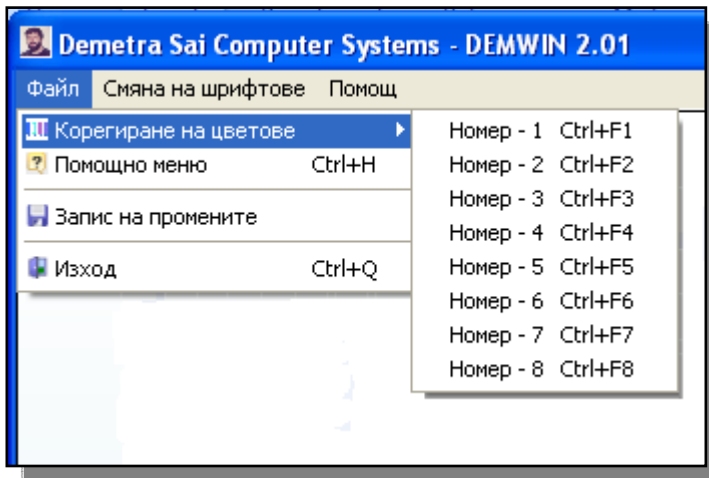 Demetra Sai Computer Systems - DEMWIN 2.01
Файл Смяна на шрифтове Помощ
Корегиране на цветове
Помощно меню Ctrl+H
Запис на промените
Изход Ctrl+Q
Номер - 1 Ctrl+F1
Номер - 2 Ctrl+F2
Номер - 3 Ctrl+F3
Номер - 4 Ctrl+F4
Номер - 5 Ctrl+F5
Номер - 6 Ctrl+F6
Номер - 7 Ctrl+F7
Номер - 8 Ctrl+F8